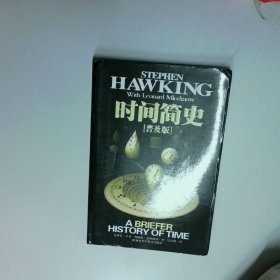 STEPHEN
HAWKING
With Leonard Mlodinow
时间简史
[普及版]
A BRIEFER
HISTORY OF TIME